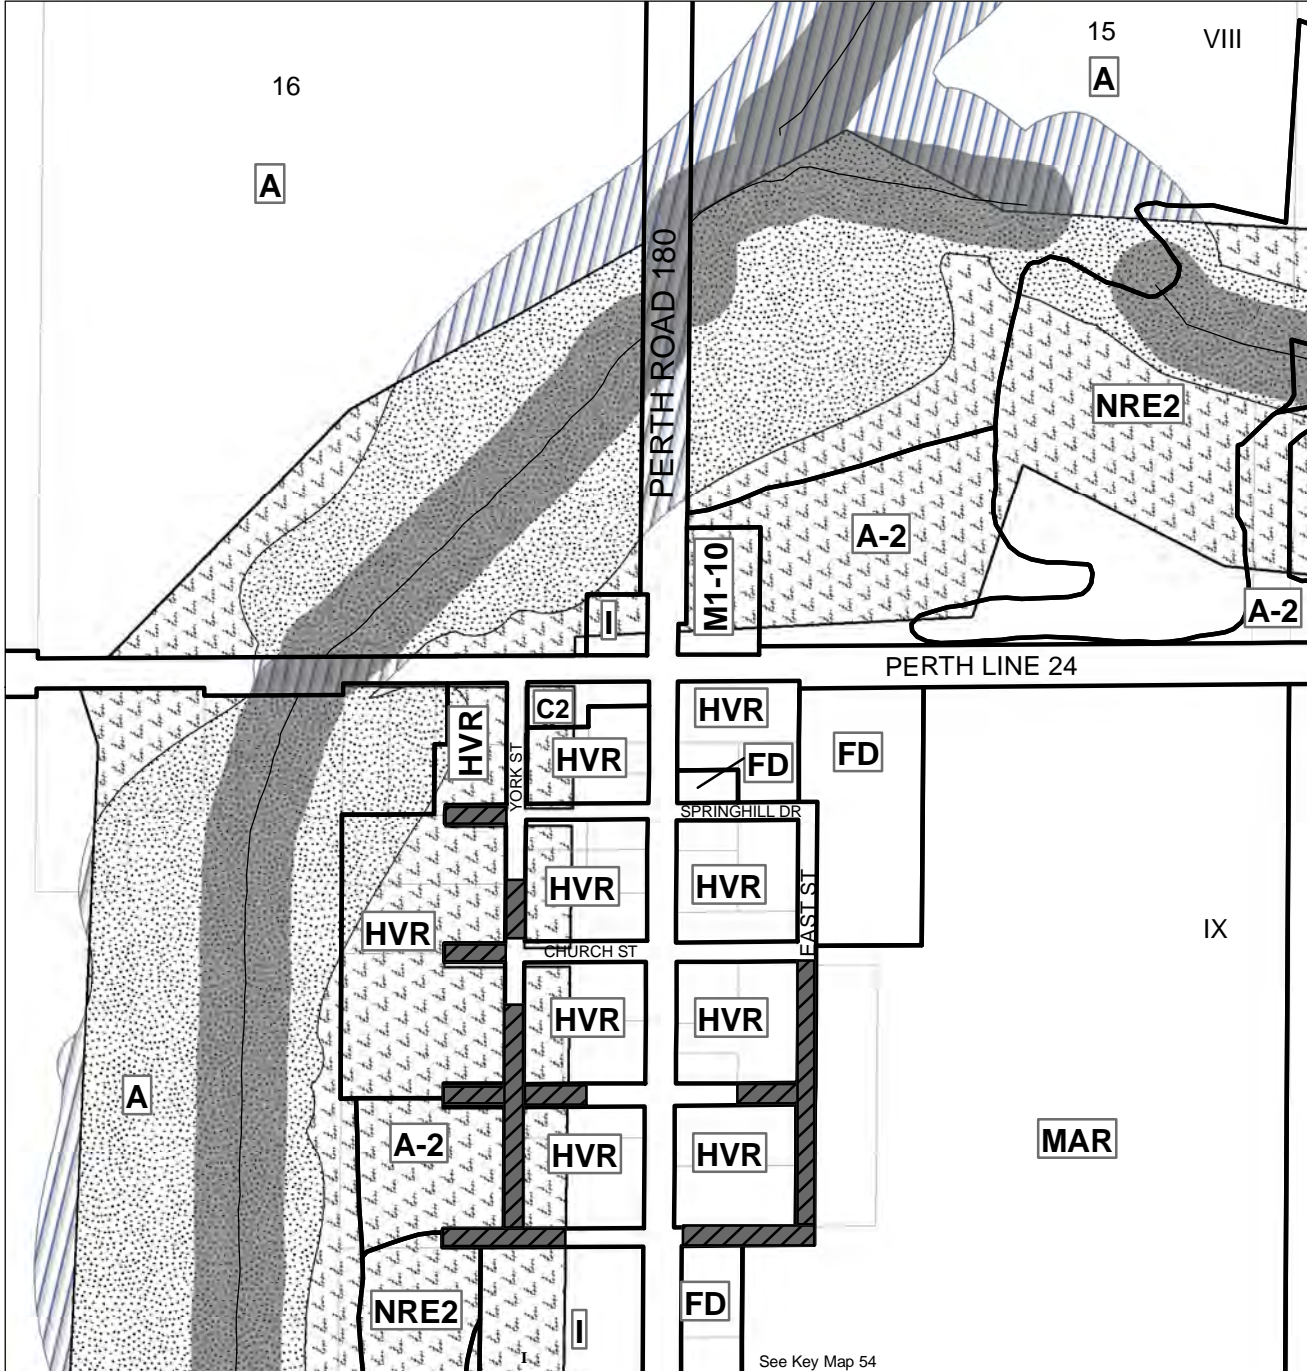 15
VIII
16
A
A
PERTH ROAD 180
NRE2
A-2
M1-10
I
A-2
PERTH LINE 24
HVR
C2
HVR
HVR
FD
FD
YORK ST
SPRINGHILL DR
HVR
HVR
EAST ST
HVR
CHURCH ST
IX
HVR
HVR
A
A-2
HVR
HVR
MAR
NRE2
I
FD
I
See Key Map 54